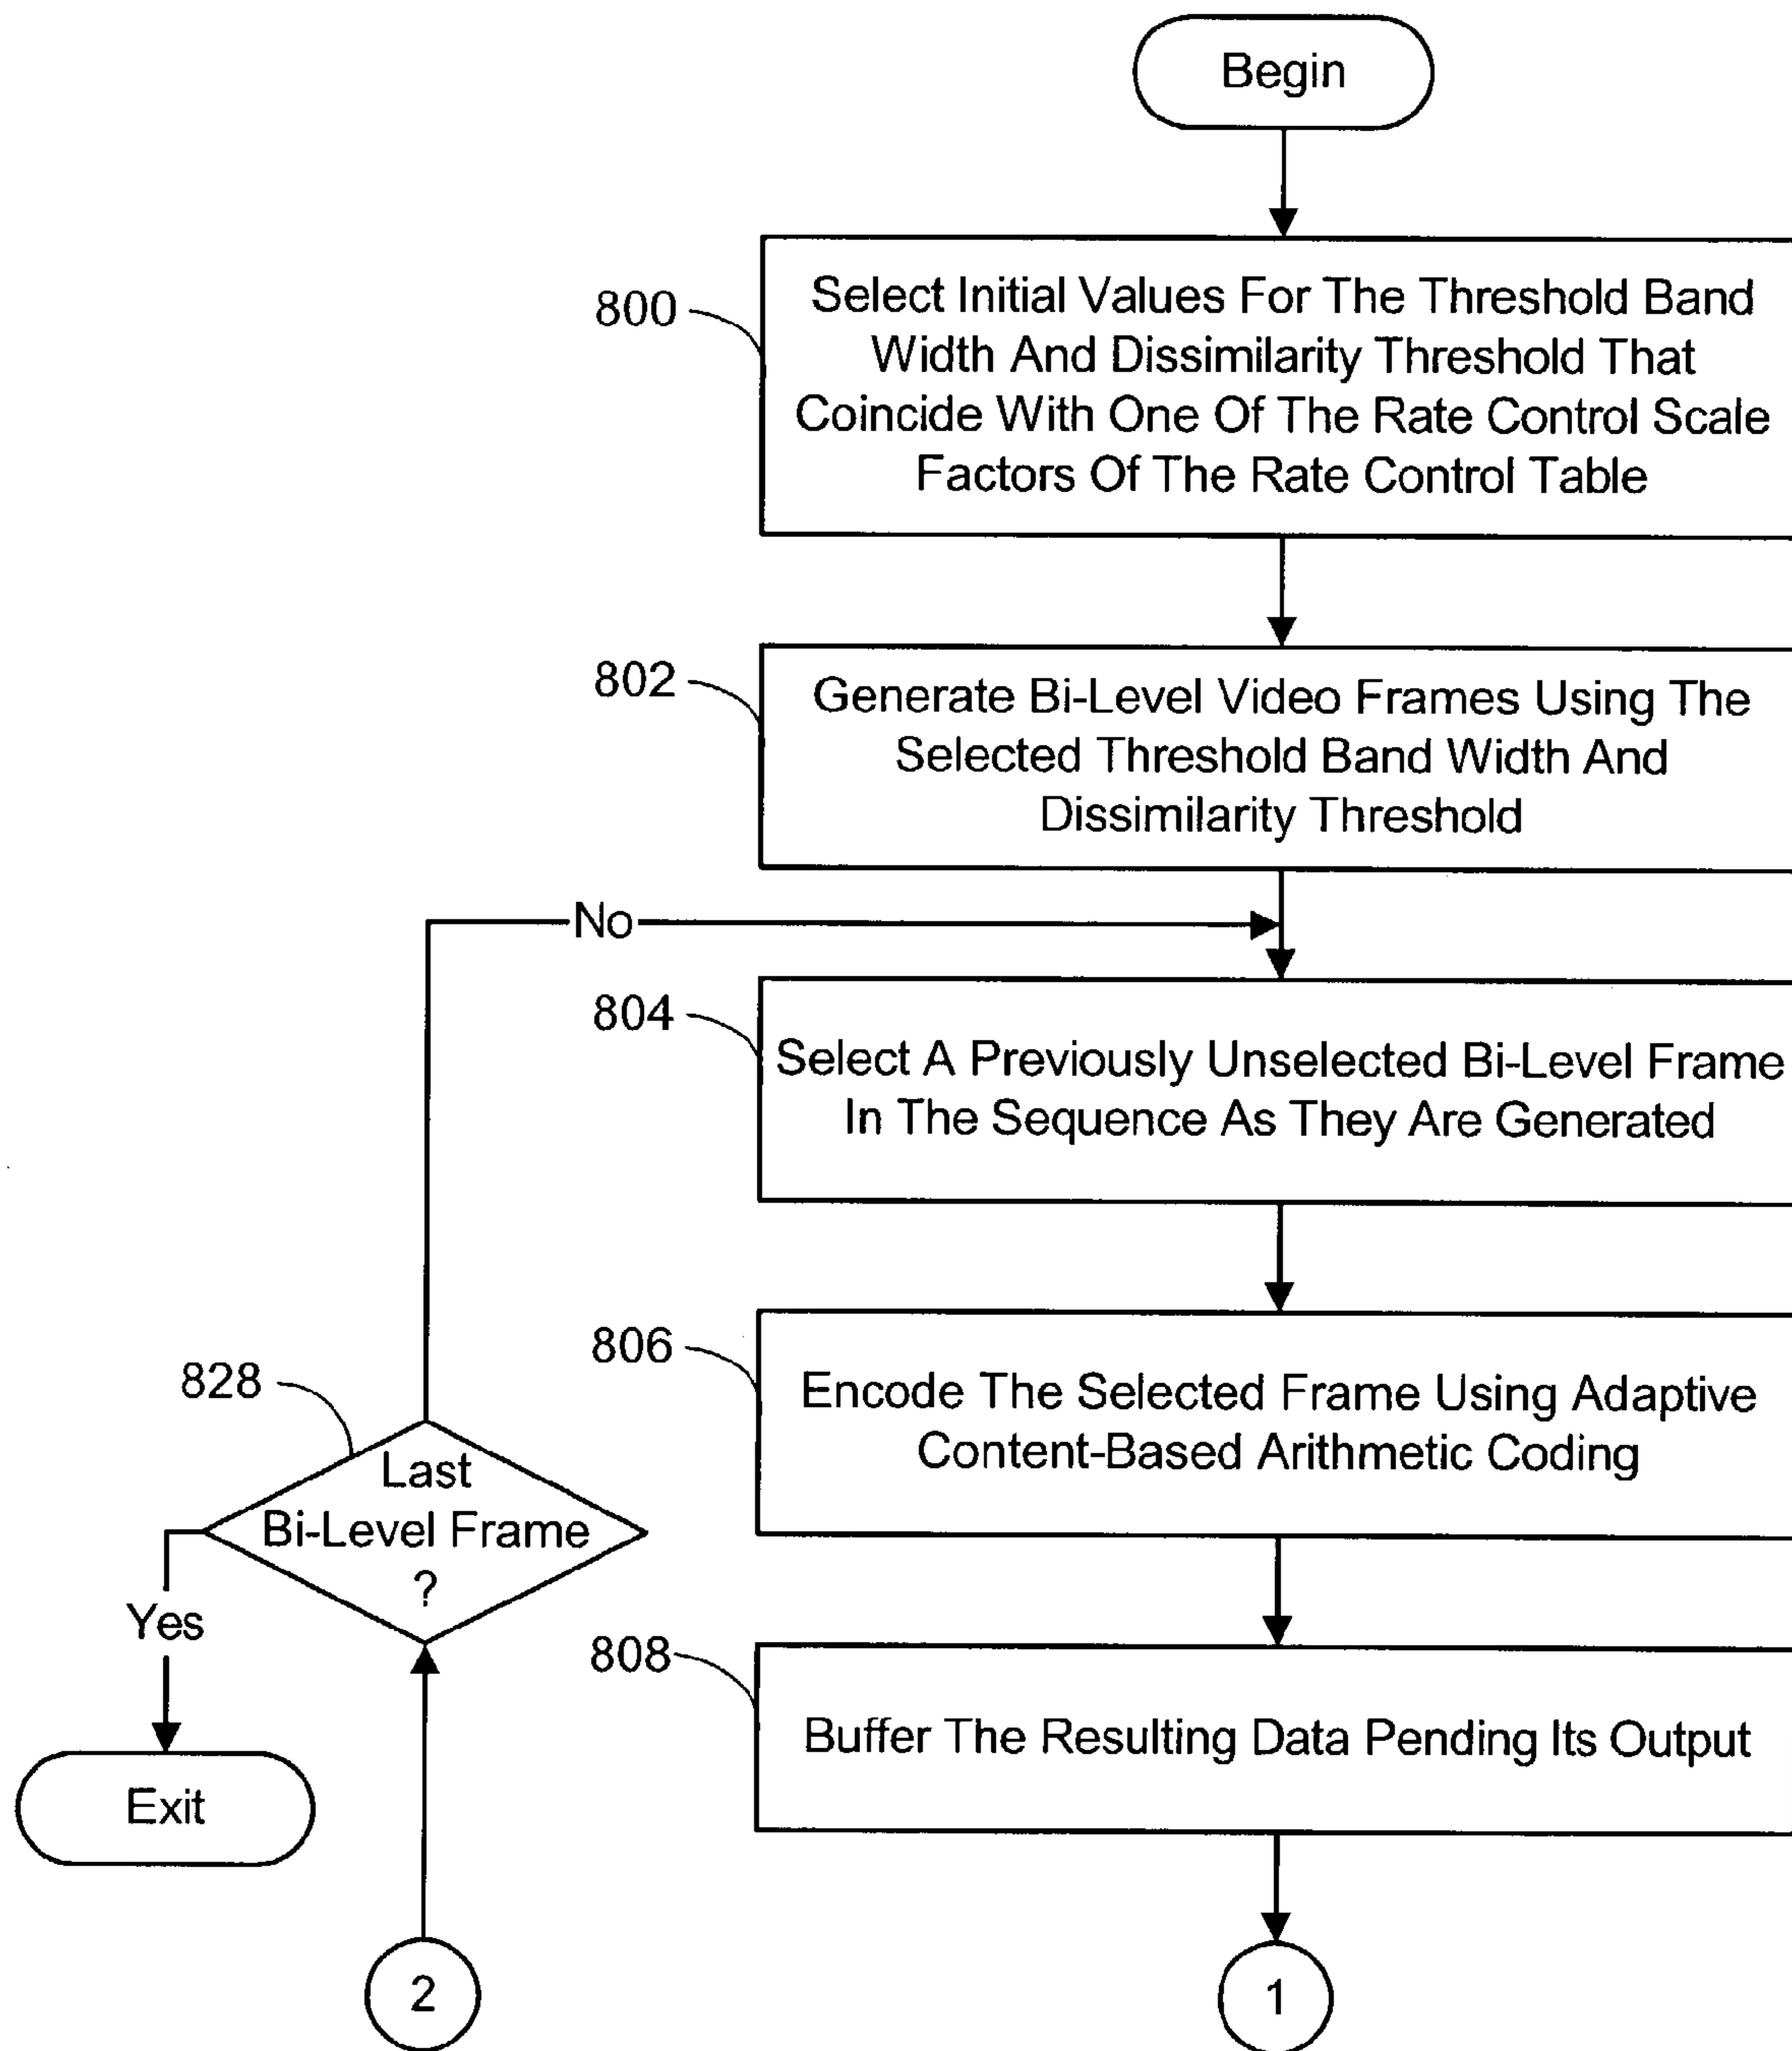 Begin
800
Select Initial Values For The Threshold Band
Width And Dissimilarity Threshold That
Coincide With One Of The Rate Control Scale
Factors Of The Rate Control Table
802
Generate Bi-Level Video Frames Using The
Selected Threshold Band Width And
Dissimilarity Threshold
No
804
Select A Previously Unselected Bi-Level Frame
In The Sequence As They Are Generated
806
Encode The Selected Frame Using Adaptive
Content-Based Arithmetic Coding
828
Last
Bi-Level Frame
?
Yes
808
Buffer The Resulting Data Pending Its Output
Exit
2
1